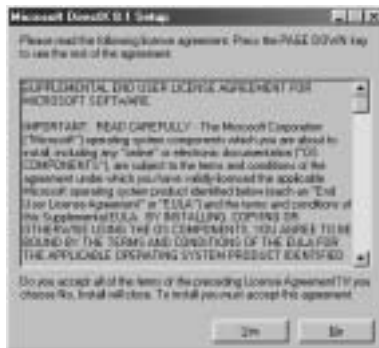 Microsoft DirectX 8.1 Setup
Please read the following license agreement. Press the PAGE DOWN key
to see the rest of the agreement.
SUPPLEMENTAL END USER LICENSE AGREEMENT FOR
MICROSOFT SOFTWARE
IMPORTANT: READ CAREFULLY - The Microsoft Corporation
("Microsoft") operating system components which you are about to
install, including any "online" or electronic documentation ("OS
COMPONENTS"), are subject to the terms and conditions of the
agreement under which you have validly licensed the applicable
Microsoft operating system product identified below (each an "End
User License Agreement" or "EULA") and the terms and conditions of
this Supplemental EULA. BY INSTALLING, COPYING OR
OTHERWISE USING THE OS COMPONENTS, YOU AGREE TO BE
BOUND BY THE TERMS AND CONDITIONS OF THE EULA FOR
THE APPLICABLE OPERATING SYSTEM PRODUCT IDENTIFIED
Do you accept all of the terms of the preceding License Agreement? If you
choose No, Install will close. To install you must accept this agreement.
Yes
No